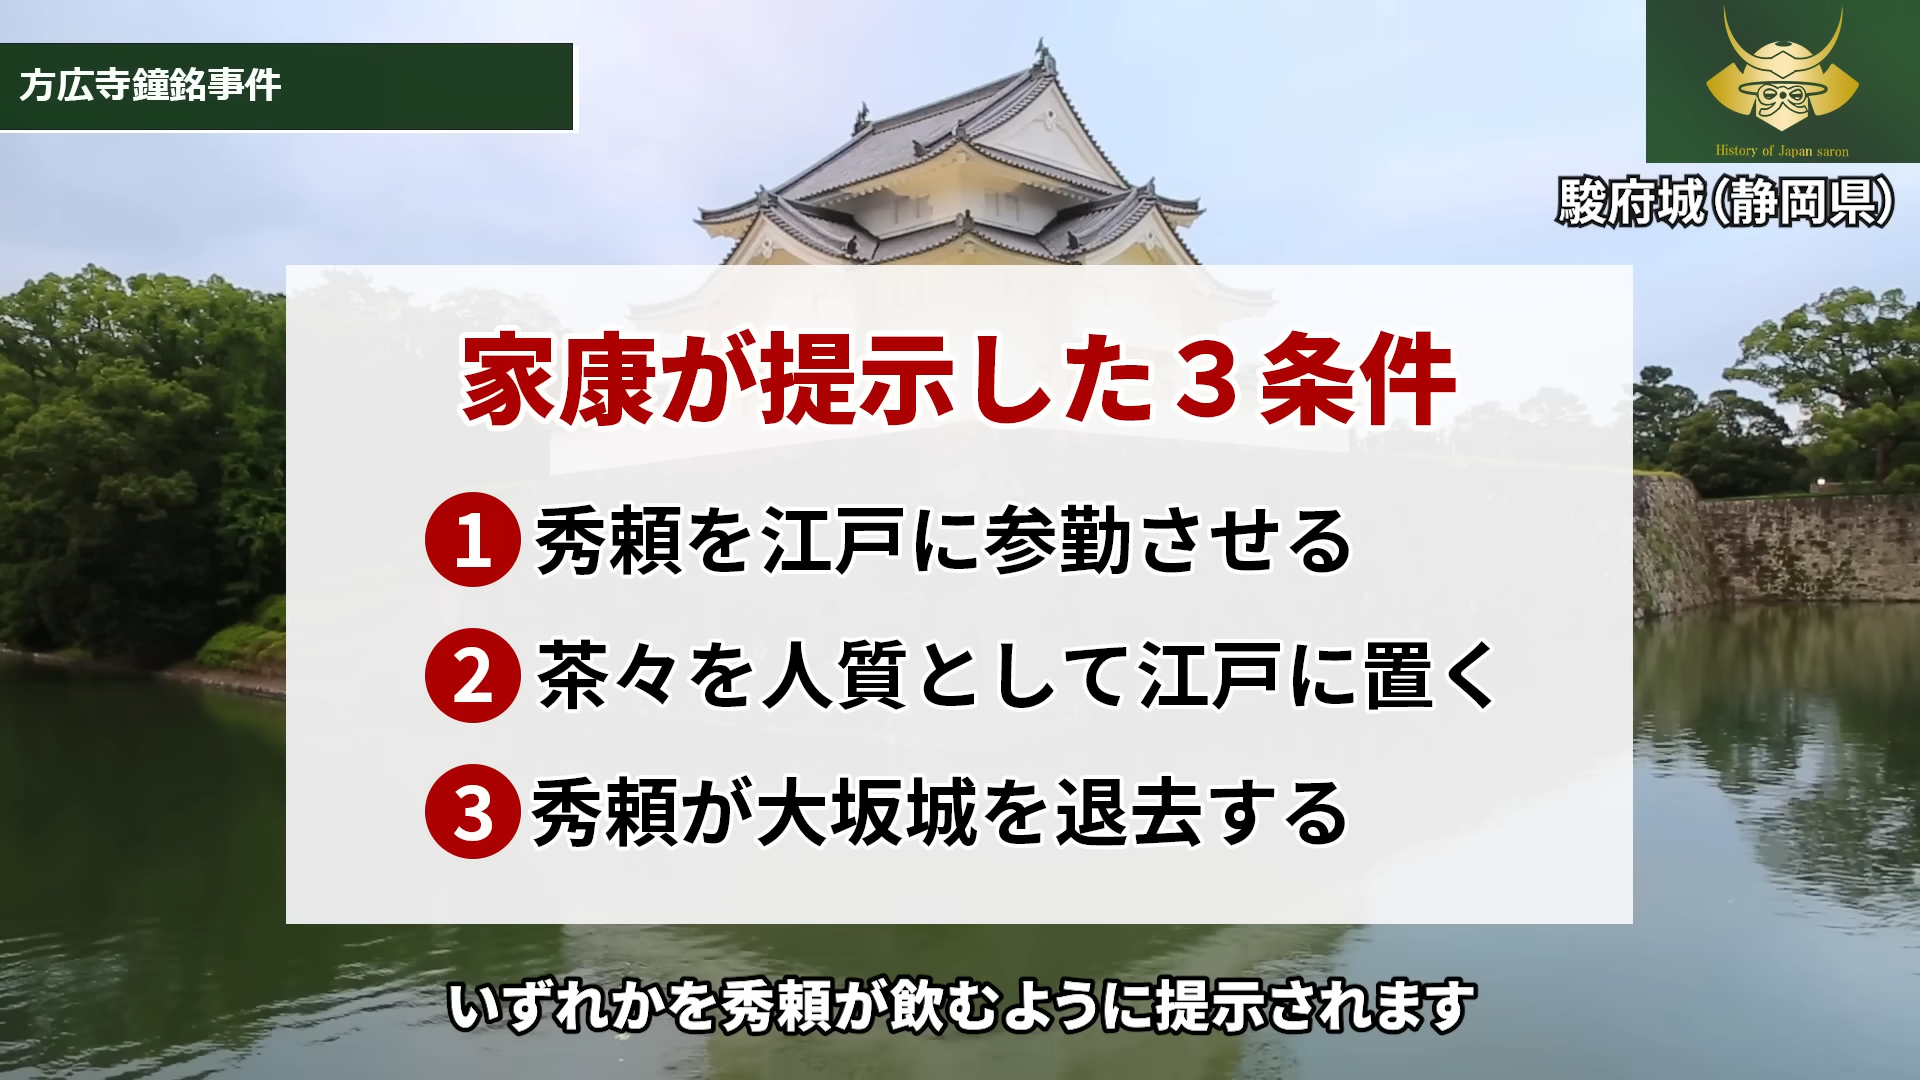 方広寺鐘銘事件
History of Japan saron
駿府城(静岡県)
家康が提示した3条件
1 秀頼を江戸に参勤させる
2 茶々を人質として江戸に置く
3 秀頼が大坂城を退去する
いずれかを秀頼が飲むように提示されます